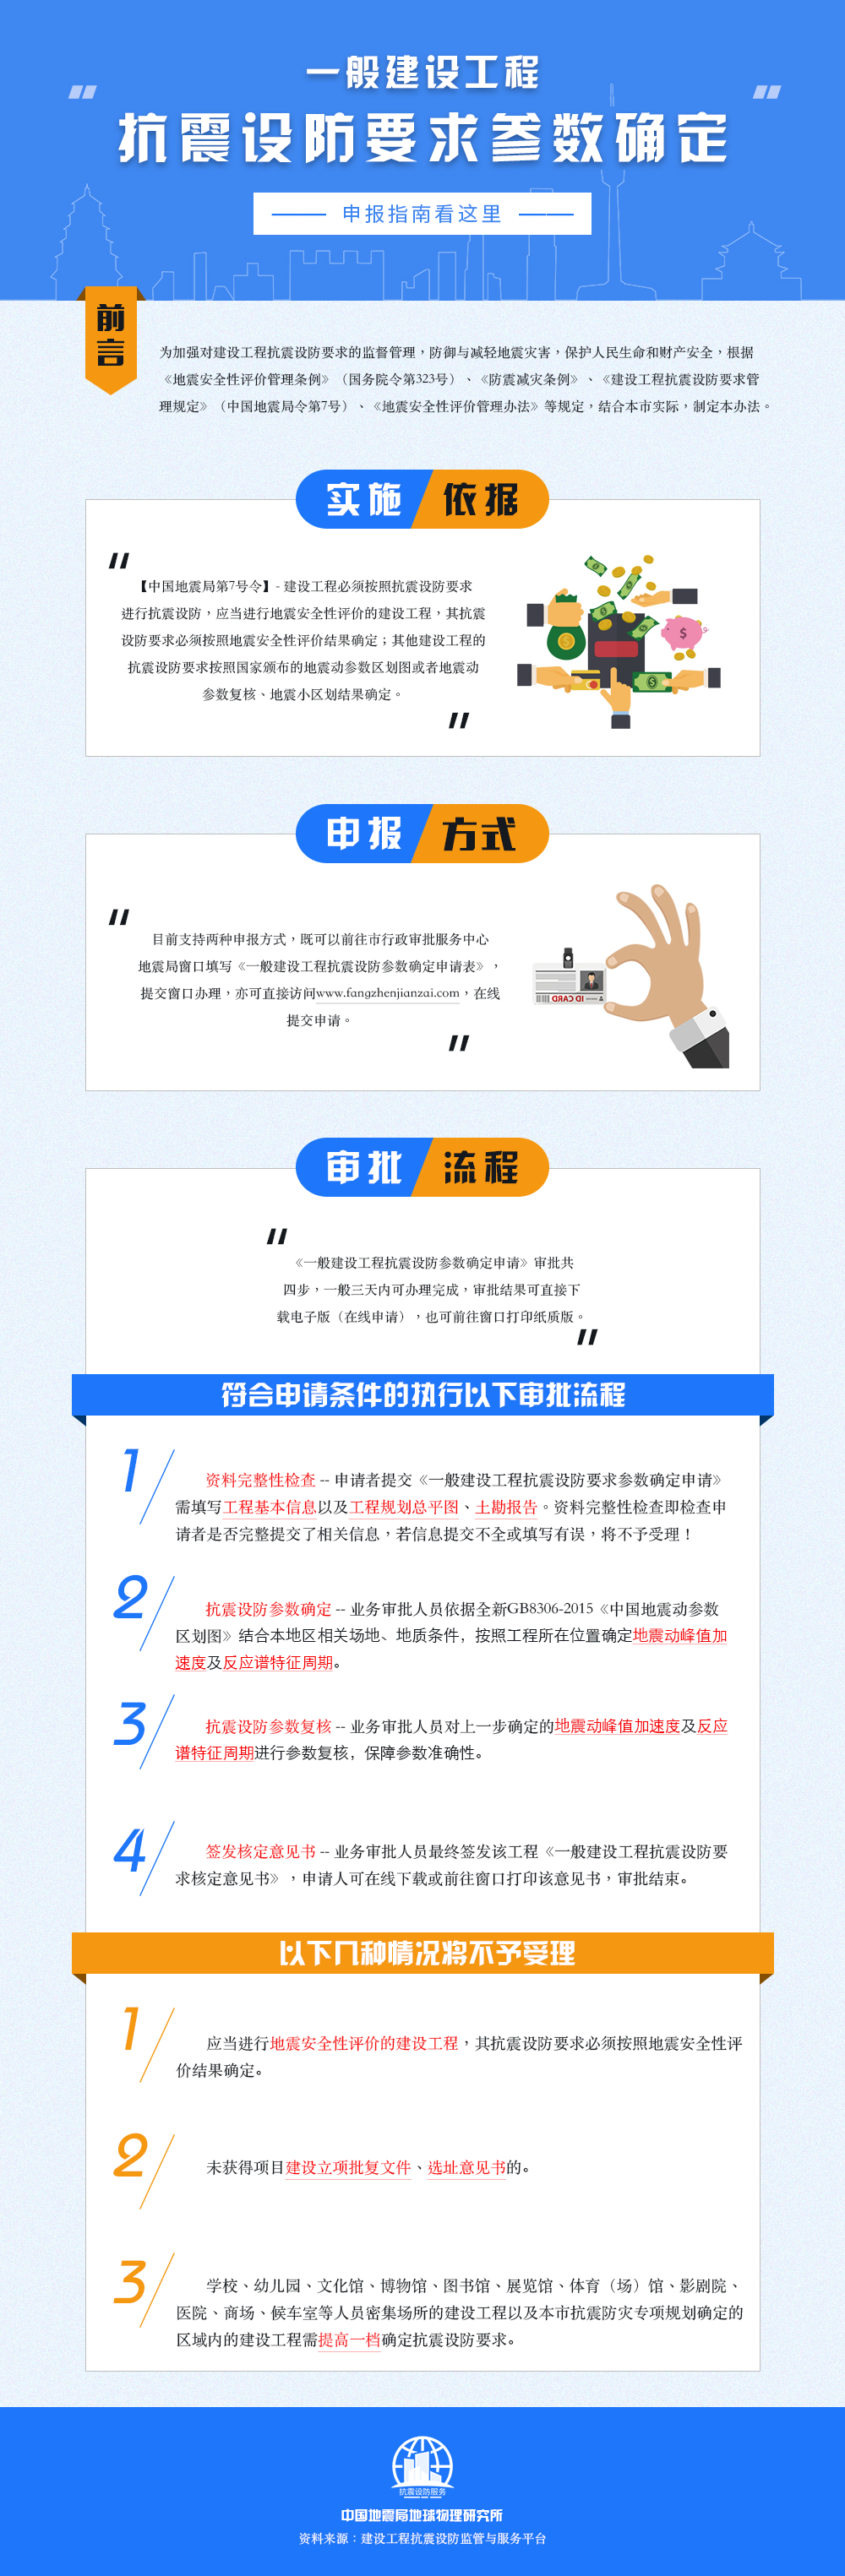 一般建设工程
抗震设防要求参数确定
申报指南看这里
前言
为加强对建设工程抗震设防要求的监督管理，防御与减轻地震灾害，保护人民生命和财产安全，根据
《地震安全性评价管理条例》（国务院令第323号）、《防震减灾条例》、《建设工程抗震设防要求管
理规定》（中国地震局令第7号）、《地震安全性评价管理办法》等规定，结合本市实际，制定本办法。
实施依据
【中国地震局第7号令】- 建设工程必须按照抗震设防要求
进行抗震设防，应当进行地震安全性评价的建设工程，其抗震
设防要求必须按照地震安全性评价结果确定；其他建设工程的
抗震设防要求按照国家颁布的地震动参数区划图或者地震动
参数复核、地震小区划结果确定。
申报方式
目前支持两种申报方式，既可以前往市行政审批服务中心
地震局窗口填写《一般建设工程抗震设防参数确定申请表》，
提交窗口办理，亦可直接访问www.fangzhenjianzai.com，在线
提交申请。
ID CARD
审批流程
《一般建设工程抗震设防参数确定申请》审批共
四步，一般三天内可办理完成，审批结果可直接下
载电子版（在线申请），也可前往窗口打印纸质版。
符合申请条件的执行以下审批流程
1
资料完整性检查 -- 申请者提交《一般建设工程抗震设防要求参数确定申请》
需填写工程基本信息以及工程规划总平图、土勘报告。资料完整性检查即检查申
请者是否完整提交了相关信息，若信息提交不全或填写有误，将不予受理！
2
抗震设防参数确定 -- 业务审批人员依据全新GB8306-2015《中国地震动参数
区划图》结合本地区相关场地、地质条件，按照工程所在位置确定地震动峰值加
速度及反应谱特征周期。
3
抗震设防参数复核 -- 业务审批人员对上一步确定的地震动峰值加速度及反应
谱特征周期进行参数复核，保障参数准确性。
4
签发核定意见书 -- 业务审批人员最终签发该工程《一般建设工程抗震设防要
求核定意见书》，申请人可在线下载或前往窗口打印该意见书，审批结束。
以下几种情况将不予受理
1
应当进行地震安全性评价的建设工程，其抗震设防要求必须按照地震安全性评
价结果确定。
2
未获得项目建设立项批复文件、选址意见书的。
3
学校、幼儿园、文化馆、博物馆、图书馆、展览馆、体育（场）馆、影剧院、
医院、商场、候车室等人员密集场所的建设工程以及本市抗震防灾专项规划确定的
区域内的建设工程需提高一档确定抗震设防要求。
抗震设防服务
中国地震局地球物理研究所
资料来源：建设工程抗震设防监管与服务平台